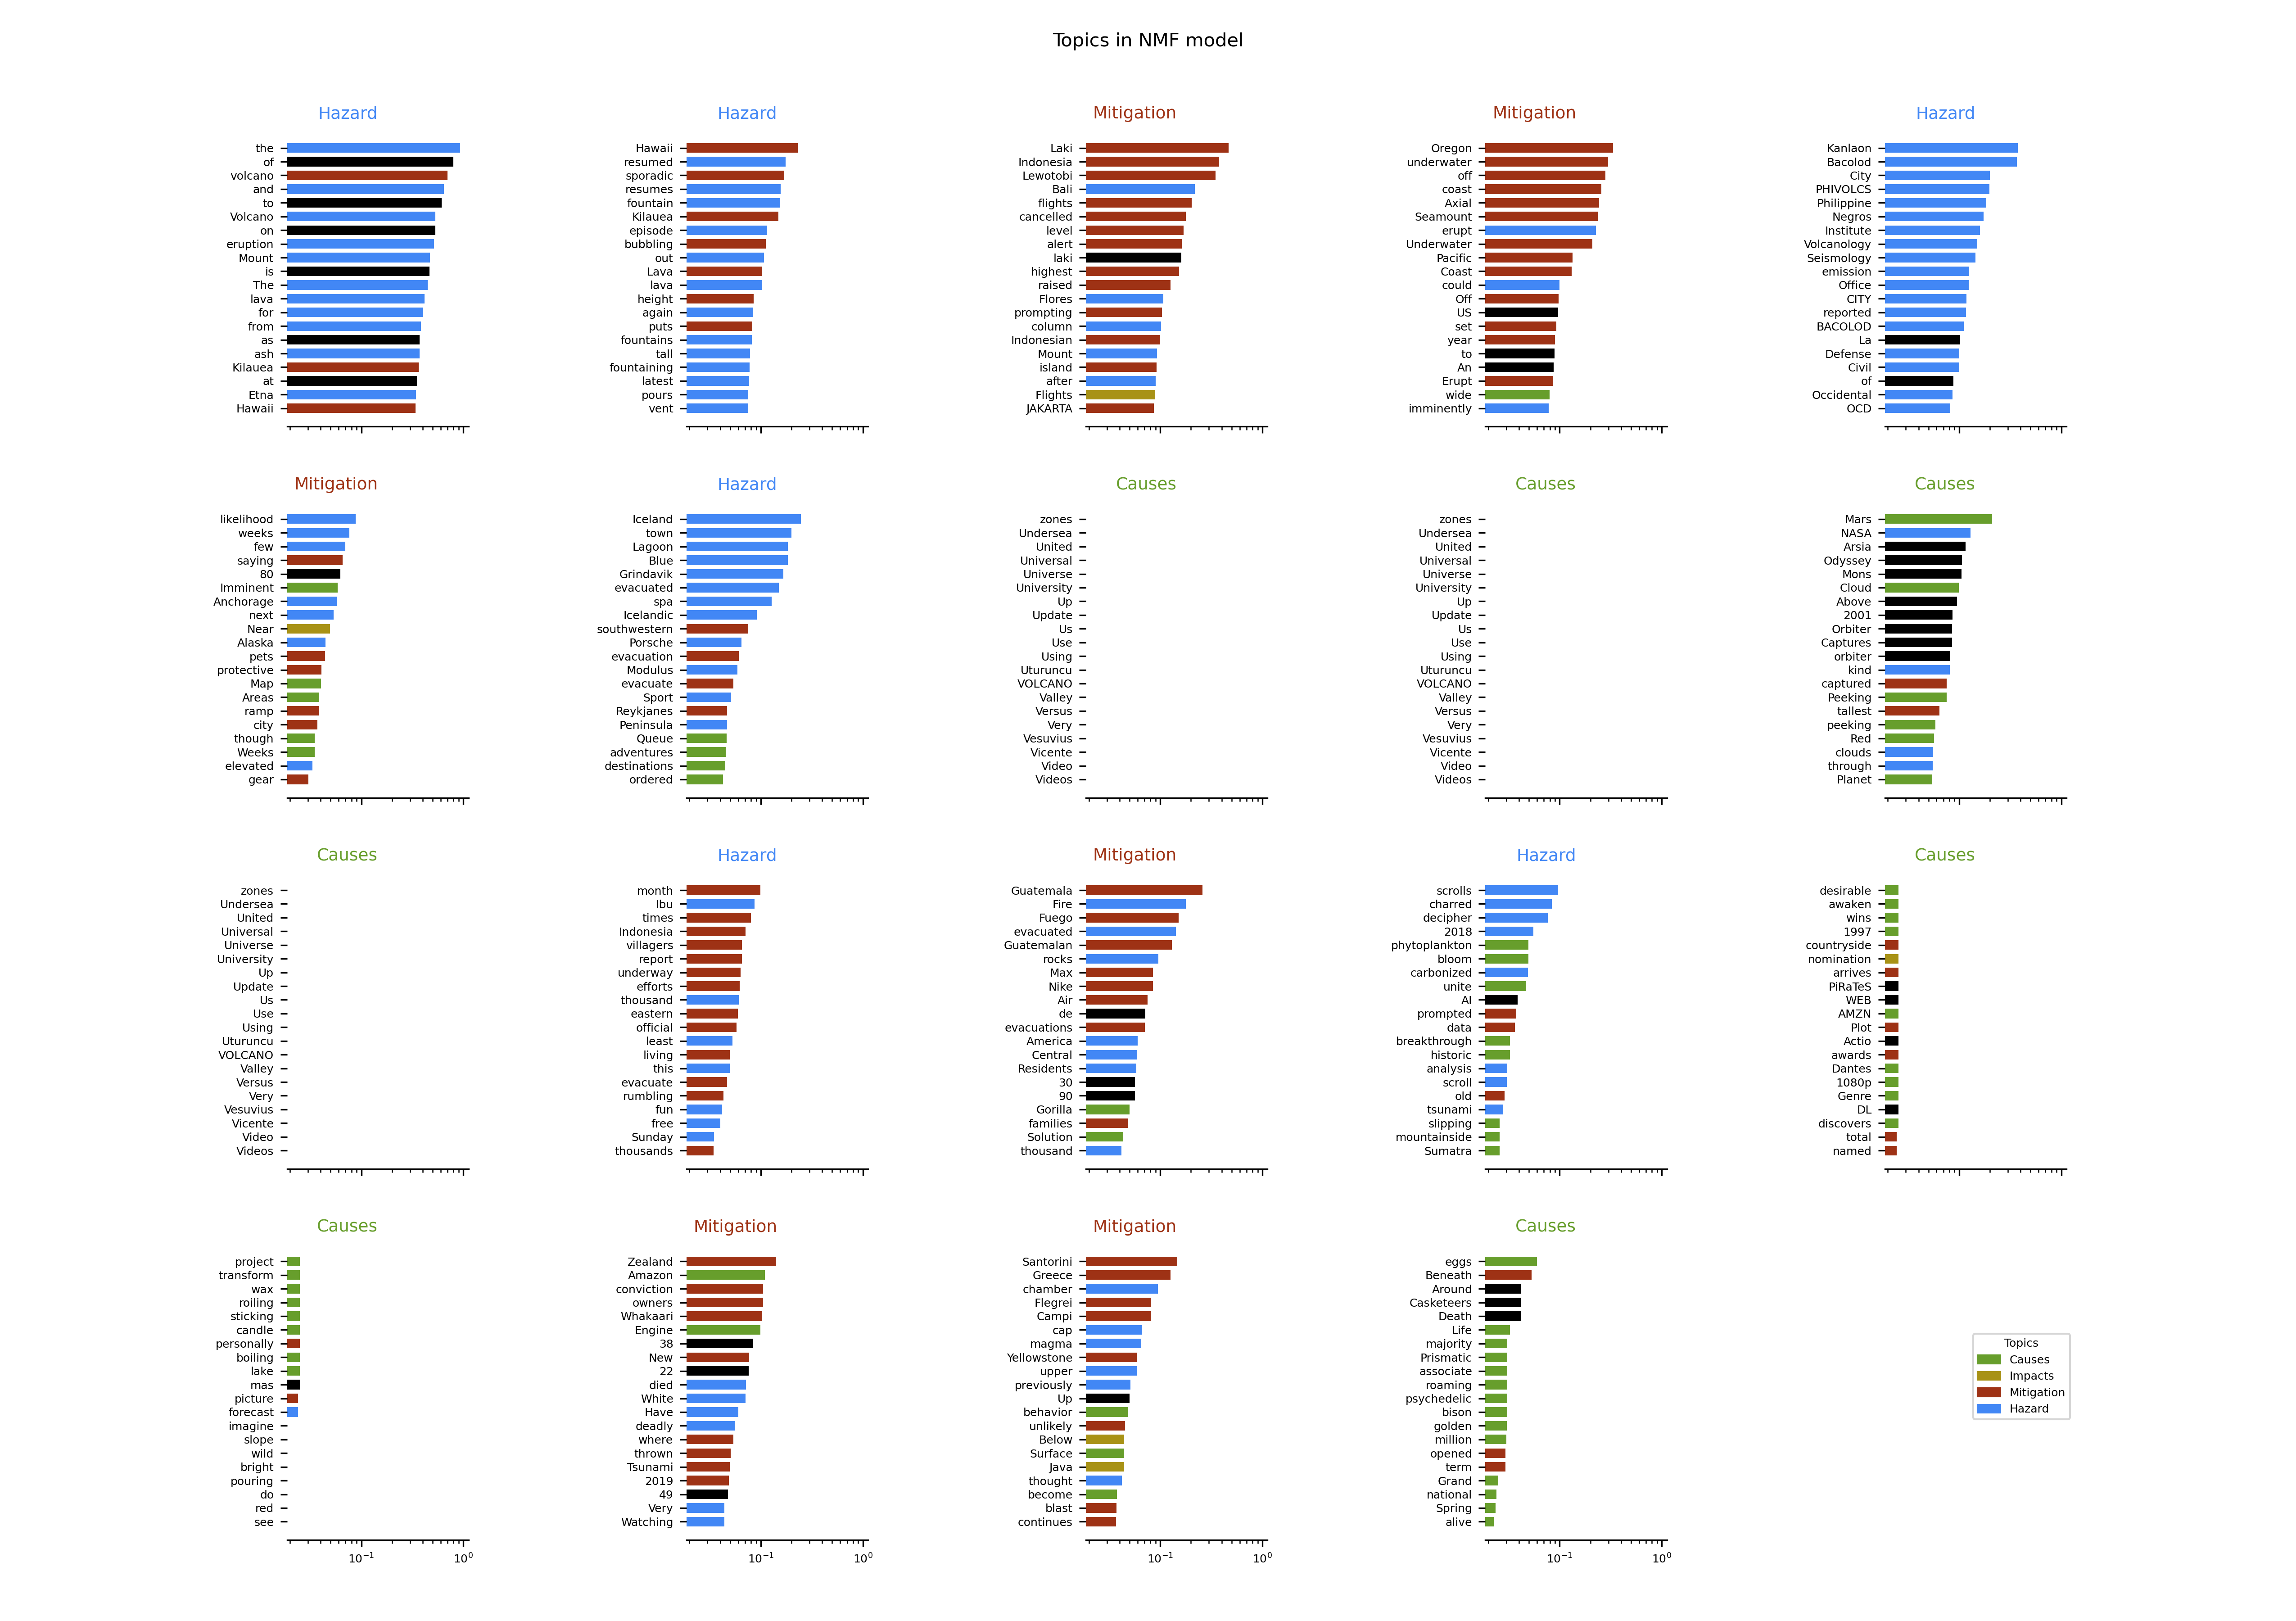 Topics in NMF model
Hazard
the
of
volcano
and
to
Volcano
on
eruption
Mount
is
The
lava
for
from
as
ash
Kilauea
at
Etna
Hawaii
Hazard
Hawaii
resumed
sporadic
resumes
fountain
Kilauea
episode
bubbling
out
Lava
lava
height
again
puts
fountains
tall
fountaining
latest
pours
vent
Mitigation
Laki
Indonesia
Lewotobi
Bali
flights
cancelled
level
alert
laki
highest
raised
Flores
prompting
column
Indonesian
Mount
island
after
Flights
JAKARTA
Mitigation
Oregon
underwater
off
coast
Axial
Seamount
erupt
Underwater
Pacific
Coast
could
Off
US
set
year
to
An
Erupt
wide
imminently
Hazard
Kanlaon
Bacolod
City
PHIVOLCS
Philippine
Negros
Institute
Volcanology
Seismology
emission
Office
CITY
reported
BACOLOD
La
Defense
Civil
of
Occidental
OCD
Mitigation
likelihood
weeks
few
saying
80
Imminent
Anchorage
next
Near
Alaska
pets
protective
Map
Areas
ramp
city
though
Weeks
elevated
gear
Hazard
Iceland
town
Lagoon
Blue
Grindavik
evacuated
spa
Icelandic
southwestern
Porsche
evacuation
Modulus
evacuate
Sport
Reykjanes
Peninsula
Queue
adventures
destinations
ordered
Causes
zones
Undersea
United
Universal
Universe
University
Up
Update
Us
Use
Using
Uturuncu
VOLCANO
Valley
Versus
Very
Vesuvius
Vicente
Video
Videos
Causes
zones
Undersea
United
Universal
Universe
University
Up
Update
Us
Use
Using
Uturuncu
VOLCANO
Valley
Versus
Very
Vesuvius
Vicente
Video
Videos
Causes
Mars
NASA
Arsia
Odyssey
Mons
Cloud
Above
2001
Orbiter
Captures
orbiter
kind
captured
Peeking
tallest
peeking
Red
clouds
through
Planet
Causes
zones
Undersea
United
Universal
Universe
University
Up
Update
Us
Use
Using
Uturuncu
VOLCANO
Valley
Versus
Very
Vesuvius
Vicente
Video
Videos
Hazard
month
Ibu
times
Indonesia
villagers
report
underway
efforts
thousand
eastern
official
least
living
this
evacuate
rumbling
fun
free
Sunday
thousands
Mitigation
Guatemala
Fire
Fuego
evacuated
Guatemalan
rocks
Max
Nike
Air
de
evacuations
America
Central
Residents
30
90
Gorilla
families
Solution
thousand
Hazard
scrolls
charred
decipher
2018
phytoplankton
bloom
carbonized
unite
AI
prompted
data
breakthrough
historic
analysis
scroll
old
tsunami
slipping
mountainside
Sumatra
Causes
desirable
awaken
wins
1997
countryside
nomination
arrives
PiRaTeS
WEB
AMZN
Plot
Actio
awards
Dantes
1080p
Genre
DL
discovers
total
named
Causes
project
transform
wax
roiling
sticking
candle
personally
boiling
lake
mas
picture
forecast
imagine
slope
wild
bright
pouring
do
red
see
10⁻¹ 10⁰
Mitigation
Zealand
Amazon
conviction
owners
Whakaari
Engine
38
New
22
died
White
Have
deadly
where
thrown
Tsunami
2019
49
Very
Watching
10⁻¹ 10⁰
Mitigation
Santorini
Greece
chamber
Flegrei
Campi
cap
magma
Yellowstone
upper
previously
Up
behavior
unlikely
Below
Surface
Java
thought
become
blast
continues
10⁻¹ 10⁰
Causes
eggs
Beneath
Around
Casketeers
Death
Life
majority
Prismatic
associate
roaming
psychedelic
bison
golden
million
opened
term
Grand
national
Spring
alive
10⁻¹ 10⁰
Topics
Causes
Impacts
Mitigation
Hazard